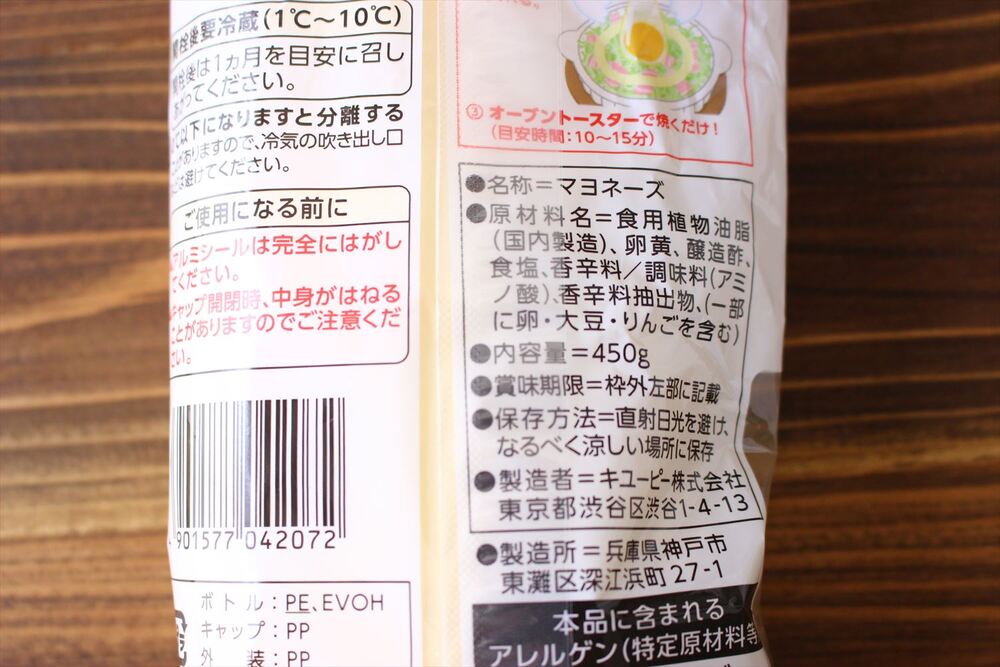 開栓後要冷蔵(1℃〜10℃)
開栓後は1ヵ月を目安に召し
あがってください。
以下になりますと分離する
がありますので、冷気の吹き出し口
は避けてください。
ご使用になる前に
アルミシールは完全にはがし
てください。
キャップ開閉時、中身がはねる
ことがありますのでご注意くだ
さい。
901577 042072
ボトル:PE、EVOH
キャップ:PP
外 装:PP
③ オーブントースターで焼くだけ!
(目安時間:10〜15分)
●名称=マヨネーズ
●原材料名=食用植物油脂
(国内製造)、卵黄、醸造酢、
食塩、香辛料/調味料(アミ
ノ酸)、香辛料抽出物、(一部
に卵・大豆・りんごを含む)
●内容量=450g
●賞味期限=枠外左部に記載
●保存方法=直射日光を避け、
なるべく涼しい場所に保存
●製造者=キユーピー株式会社
東京都渋谷区渋谷1-4-13
●製造所=兵庫県神戸市
東灘区深江浜町27-1
本品に含まれる
アレルゲン(特定原材料等